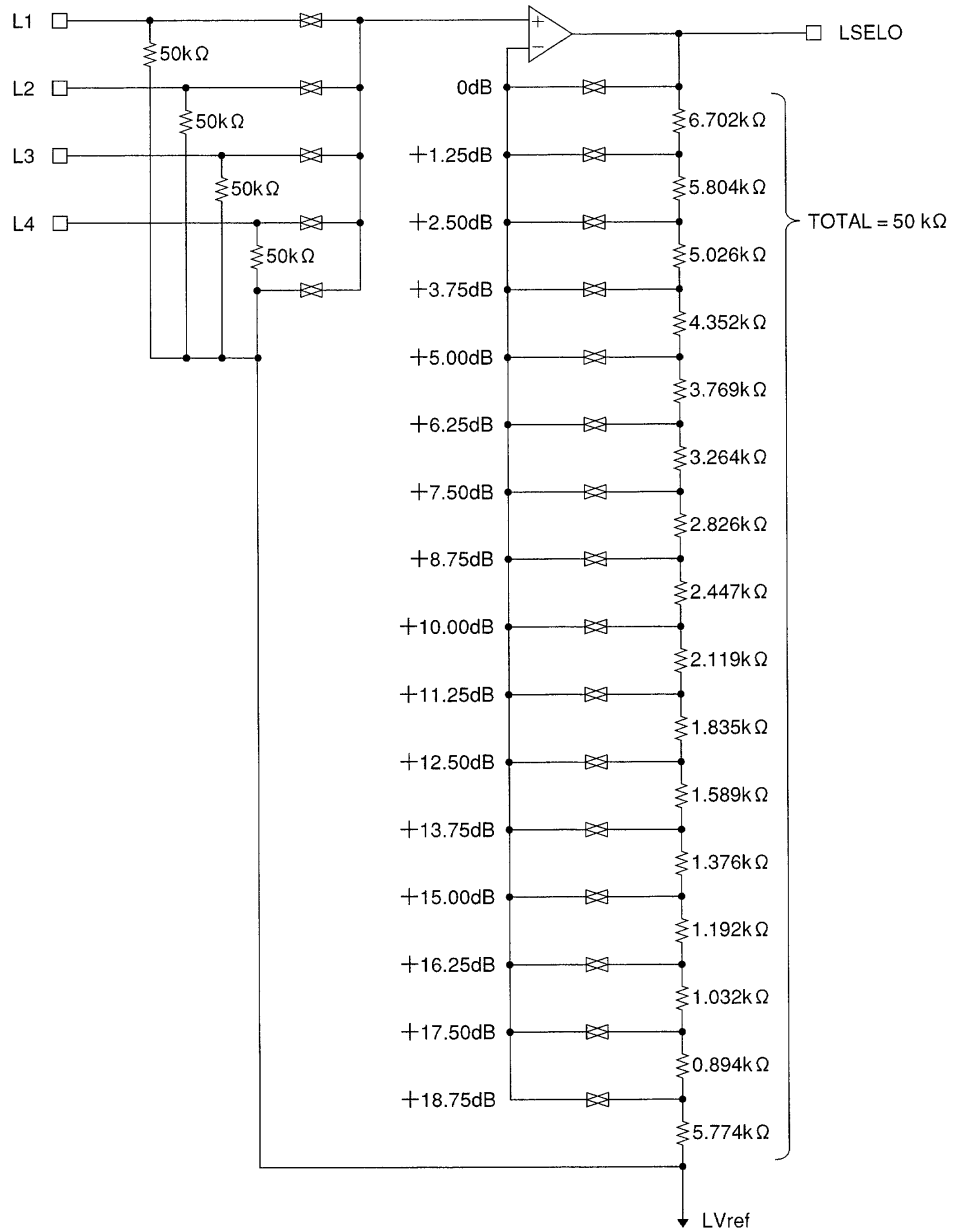 L1
+
−
LSELO
50kΩ
L2
0dB
50kΩ
6.702kΩ
L3
+1.25dB
50kΩ
5.804kΩ
L4
+2.50dB
TOTAL = 50 kΩ
50kΩ
5.026kΩ
+3.75dB
4.352kΩ
+5.00dB
3.769kΩ
+6.25dB
3.264kΩ
+7.50dB
2.826kΩ
+8.75dB
2.447kΩ
+10.00dB
2.119kΩ
+11.25dB
1.835kΩ
+12.50dB
1.589kΩ
+13.75dB
1.376kΩ
+15.00dB
1.192kΩ
+16.25dB
1.032kΩ
+17.50dB
0.894kΩ
+18.75dB
5.774kΩ
LVref